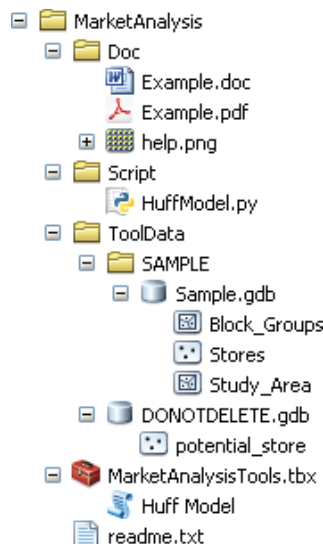 MarketAnalysis
Doc
Example.doc
Example.pdf
help.png
Script
HuffModel.py
ToolData
SAMPLE
Sample.gdb
Block_Groups
Stores
Study_Area
DONOTDELETE.gdb
potential_store
MarketAnalysisTools.tbx
Huff Model
readme.txt